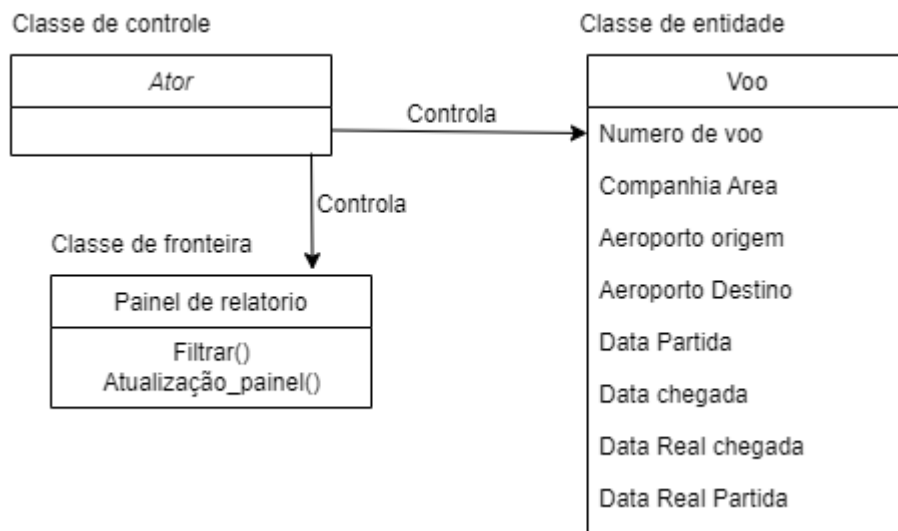 Classe de controle
Classe de entidade
Ator
Voo
Controla
Numero de voo
Companhia Area
Controla
Aeroporto origem
Classe de fronteira
Aeroporto Destino
Painel de relatorio
Data Partida
Filtrar()
Atualização_painel()
Data chegada
Data Real chegada
Data Real Partida